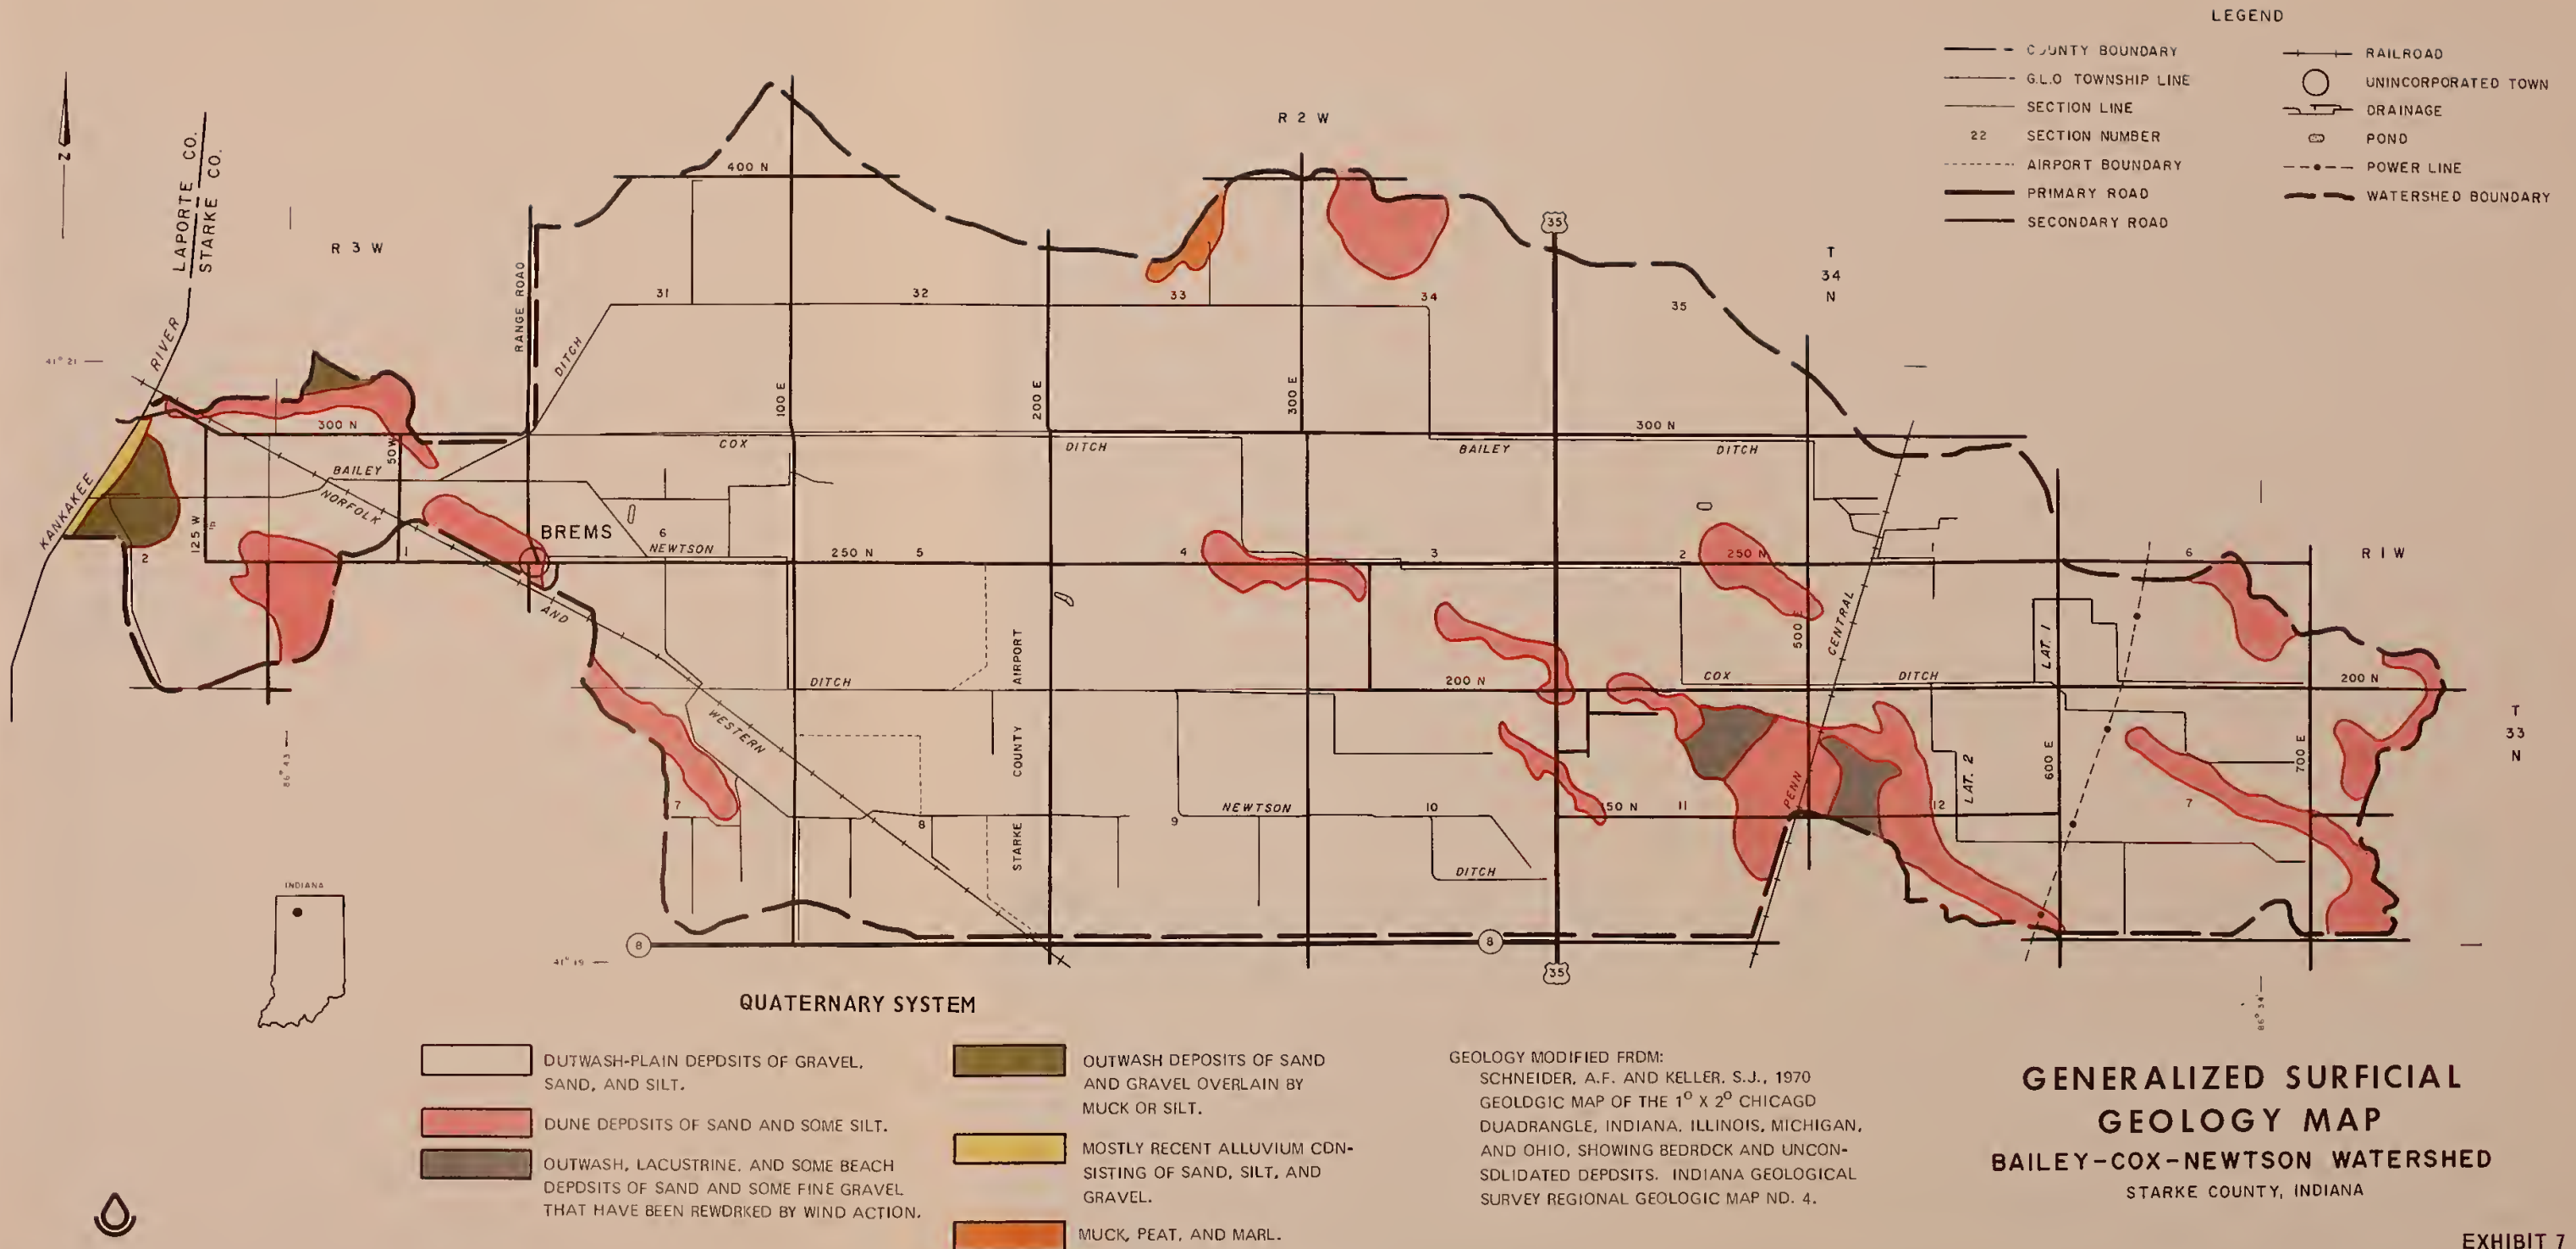 LEGEND
COUNTY BOUNDARY
G.L.O TOWNSHIP LINE
SECTION LINE
22 SECTION NUMBER
AIRPORT BOUNDARY
PRIMARY ROAD
SECONDARY ROAD
RAILROAD
UNINCORPORATED TOWN
DRAINAGE
POND
POWER LINE
WATERSHED BOUNDARY
Z
LAPORTE CO.
STARKE CO.
R 3 W
R 2 W
400 N
35
T
34
N
RANGE ROAD
31
32
33
34
35
RIVER
DITCH
41° 21
100 E
200 E
300 E
300 N
50 W
COX
DITCH
BAILEY
DITCH
300 N
BAILEY
NORFOLK
KANKAKEE
125 W
2
1
BREMS
6
NEWTSON
250 N
5
4
3
2
250 N
6
R 1 W
AND
AIRPORT
500 E
CENTRAL
LAT. 1
DITCH
200 N
COX
DITCH
200 N
WESTERN
COUNTY
T
33
N
86° 43
PENN
LAT. 2
600 E
700 E
7
8
STARKE
9
NEWTSON
10
50 N
11
12
7
DITCH
8
8
35
41° 19
86° 34'
INDIANA
QUATERNARY SYSTEM
OUTWASH-PLAIN DEPOSITS OF GRAVEL,
SAND, AND SILT.
DUNE DEPOSITS OF SAND AND SOME SILT.
OUTWASH, LACUSTRINE, AND SOME BEACH
DEPOSITS OF SAND AND SOME FINE GRAVEL
THAT HAVE BEEN REWORKED BY WIND ACTION.
OUTWASH DEPOSITS OF SAND
AND GRAVEL OVERLAIN BY
MUCK OR SILT.
MOSTLY RECENT ALLUVIUM CON-
SISTING OF SAND, SILT, AND
GRAVEL.
MUCK, PEAT, AND MARL.
GEOLOGY MODIFIED FROM:
SCHNEIDER, A.F. AND KELLER, S.J., 1970
GEOLOGIC MAP OF THE 1° X 2° CHICAGO
QUADRANGLE, INDIANA, ILLINOIS, MICHIGAN,
AND OHIO, SHOWING BEDROCK AND UNCON-
SOLIDATED DEPOSITS. INDIANA GEOLOGICAL
SURVEY REGIONAL GEOLOGIC MAP NO. 4.
GENERALIZED SURFICIAL
GEOLOGY MAP
BAILEY-COX-NEWTSON WATERSHED
STARKE COUNTY, INDIANA
EXHIBIT 7